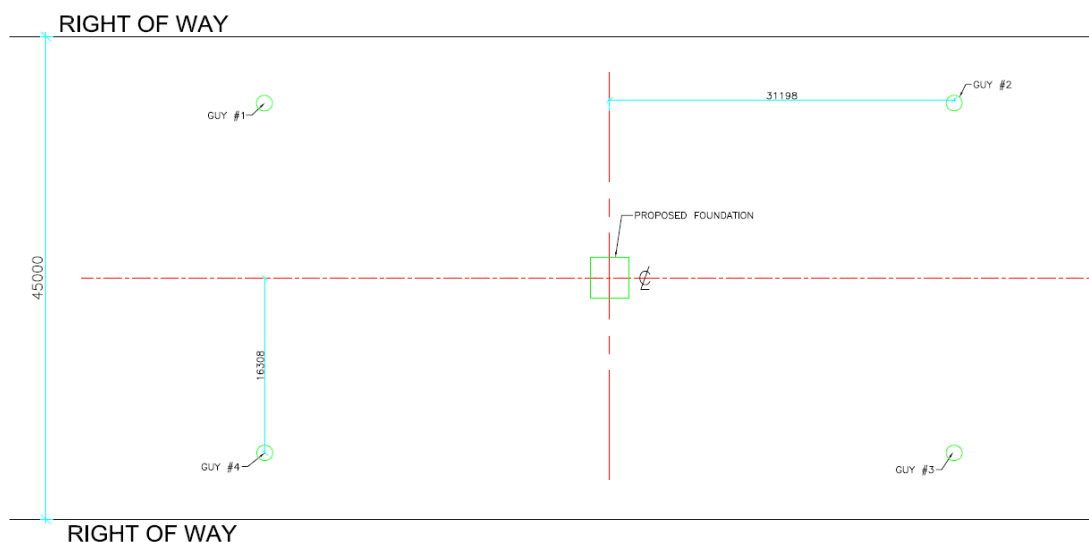 RIGHT OF WAY
GUY #1
31198
GUY #2
PROPOSED FOUNDATION
℄
45000
16308
GUY #4
GUY #3
RIGHT OF WAY